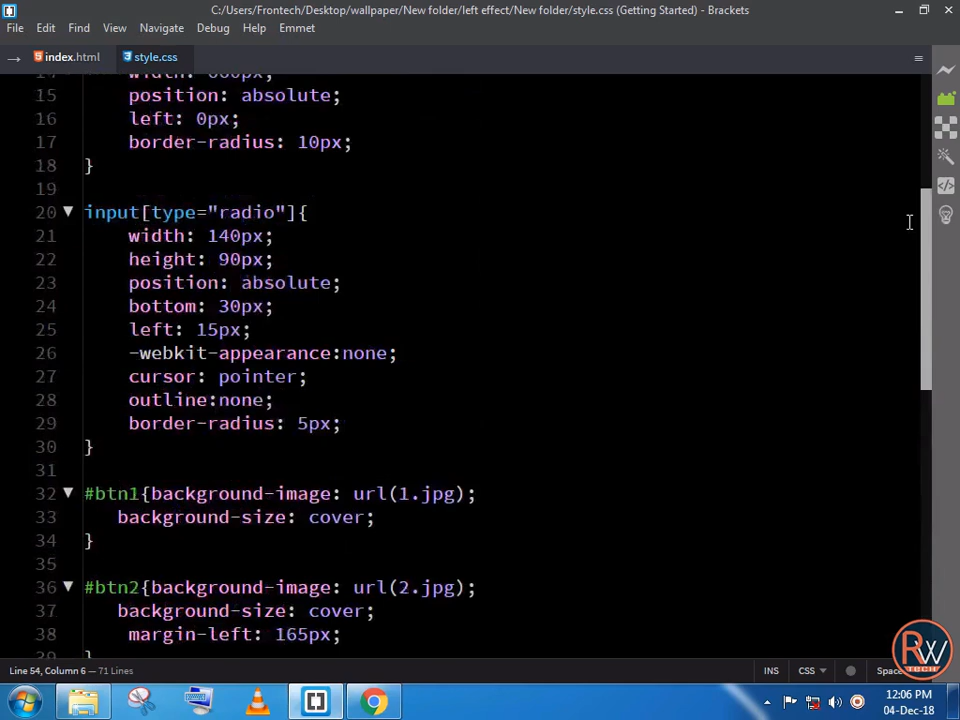 C:/Users/Frontech/Desktop/wallpaper/New folder/left effect/New folder/style.css (Getting Started) - Brackets
File Edit Find View Navigate Debug Help Emmet
index.html style.css
15 position: absolute;
16 left: 0px;
17 border-radius: 10px;
18 }
19
20 input[type="radio"]{
21 width: 140px;
22 height: 90px;
23 position: absolute;
24 bottom: 30px;
25 left: 15px;
26 -webkit-appearance:none;
27 cursor: pointer;
28 outline:none;
29 border-radius: 5px;
30 }
31
32 #btn1{background-image: url(1.jpg);
33 background-size: cover;
34 }
35
36 #btn2{background-image: url(2.jpg);
37 background-size: cover;
38 margin-left: 165px;
Line 54, Column 6 — 71 Lines
INS CSS
RW
12:06 PM
04-Dec-18